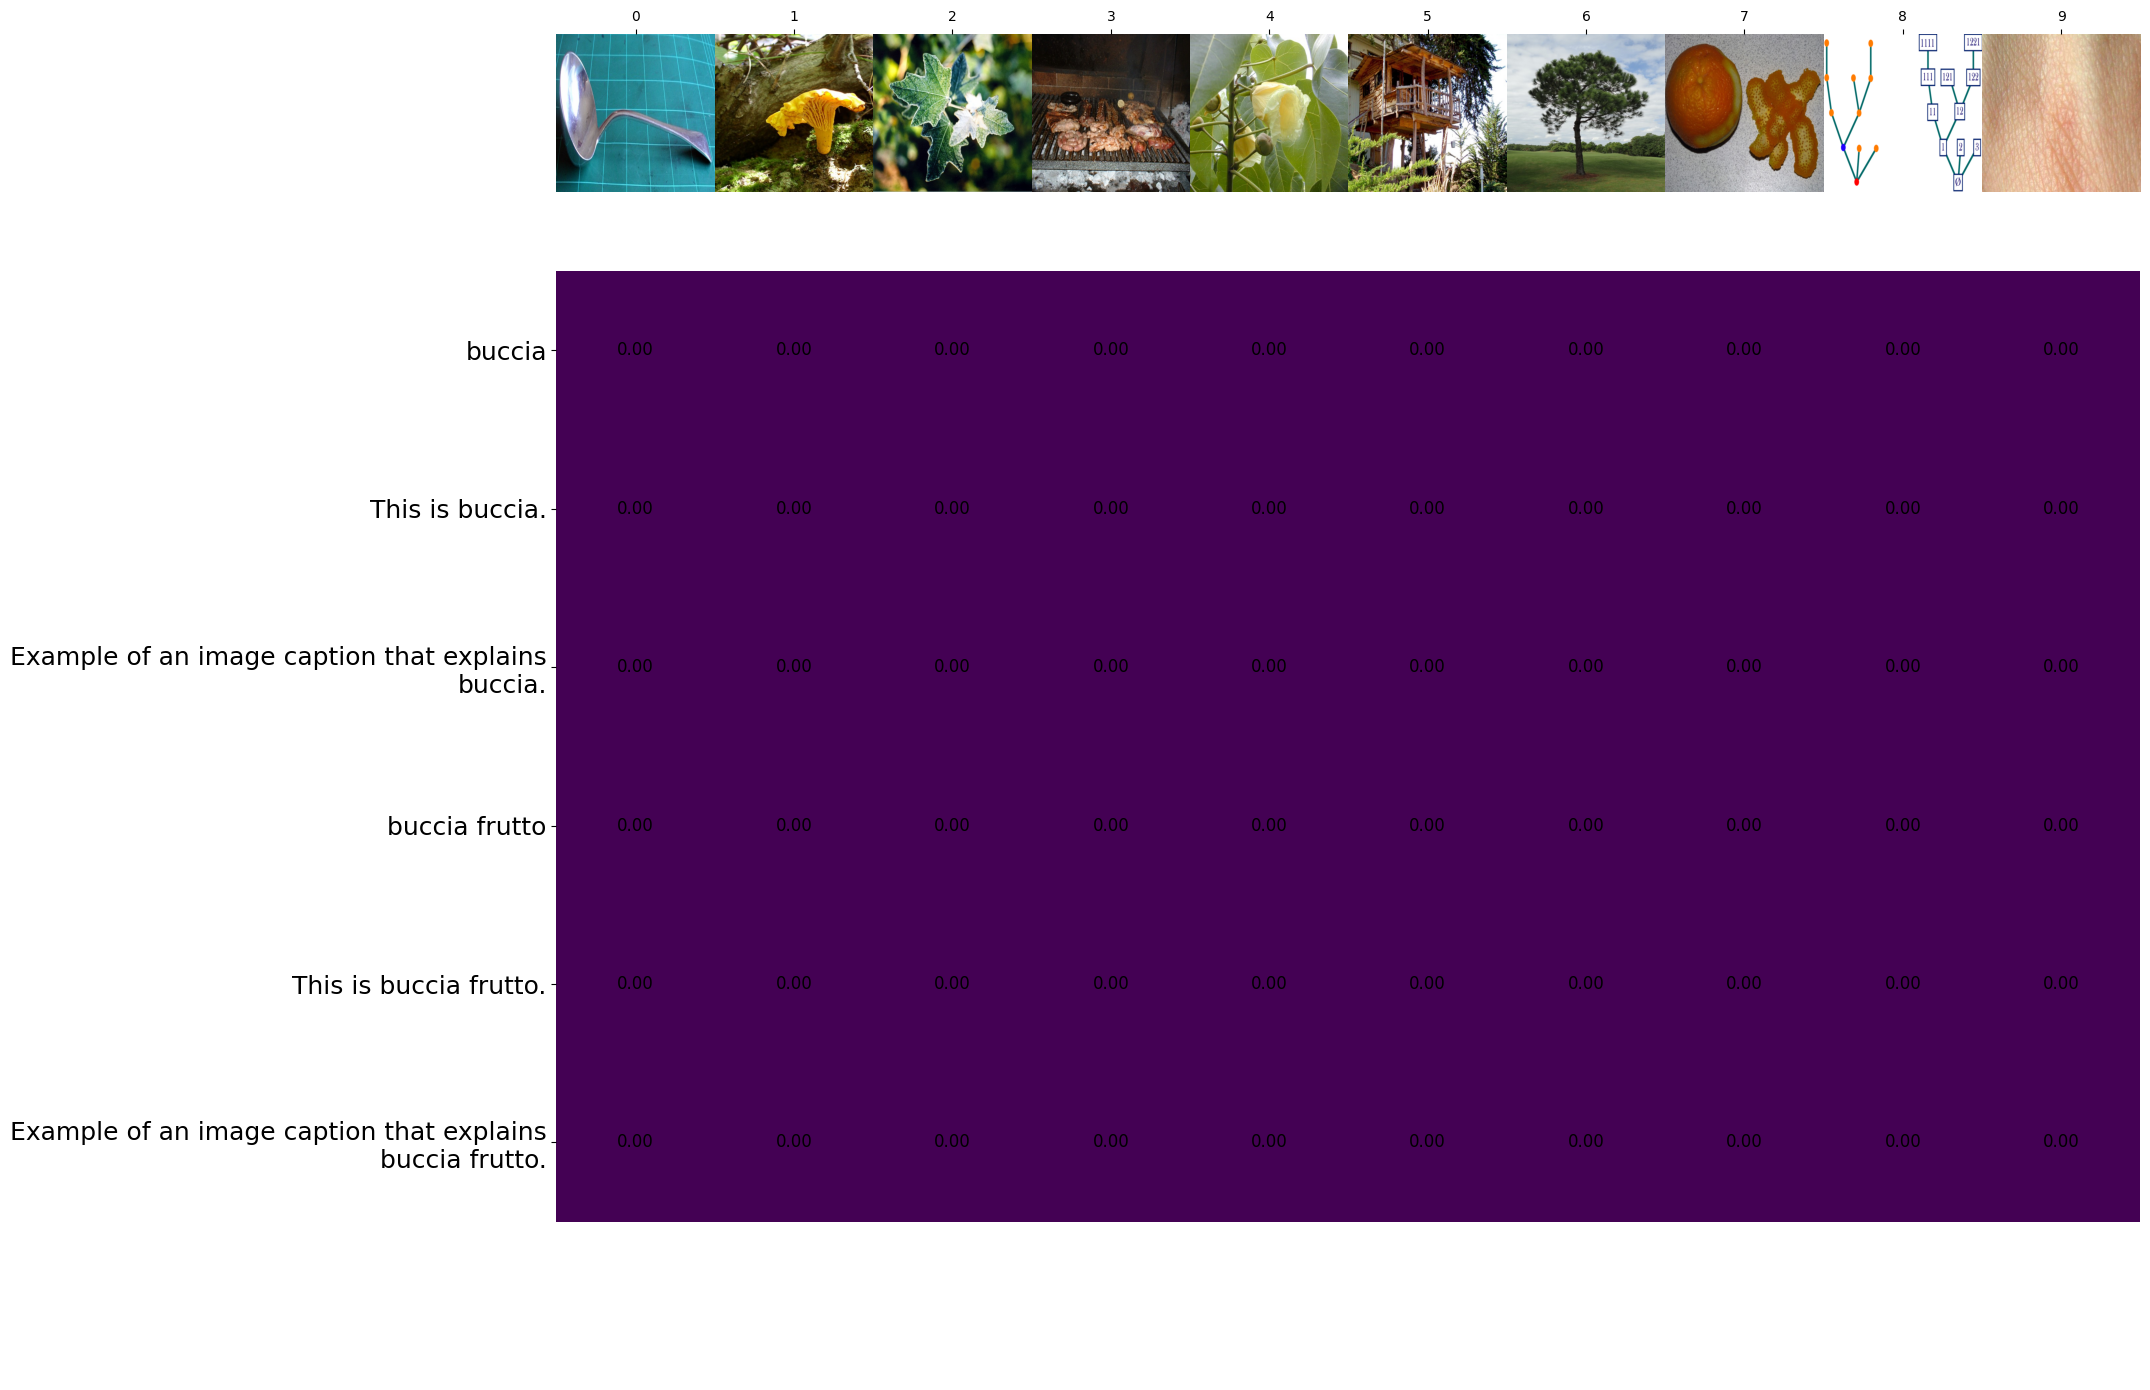 0 1 2 3 4 5 6 7 8 9
1111 1221
111 121 122
11 12
1 2 3
Ø
buccia 0.00 0.00 0.00 0.00 0.00 0.00 0.00 0.00 0.00 0.00
This is buccia. 0.00 0.00 0.00 0.00 0.00 0.00 0.00 0.00 0.00 0.00
Example of an image caption that explains
buccia. 0.00 0.00 0.00 0.00 0.00 0.00 0.00 0.00 0.00 0.00
buccia frutto 0.00 0.00 0.00 0.00 0.00 0.00 0.00 0.00 0.00 0.00
This is buccia frutto. 0.00 0.00 0.00 0.00 0.00 0.00 0.00 0.00 0.00 0.00
Example of an image caption that explains
buccia frutto. 0.00 0.00 0.00 0.00 0.00 0.00 0.00 0.00 0.00 0.00